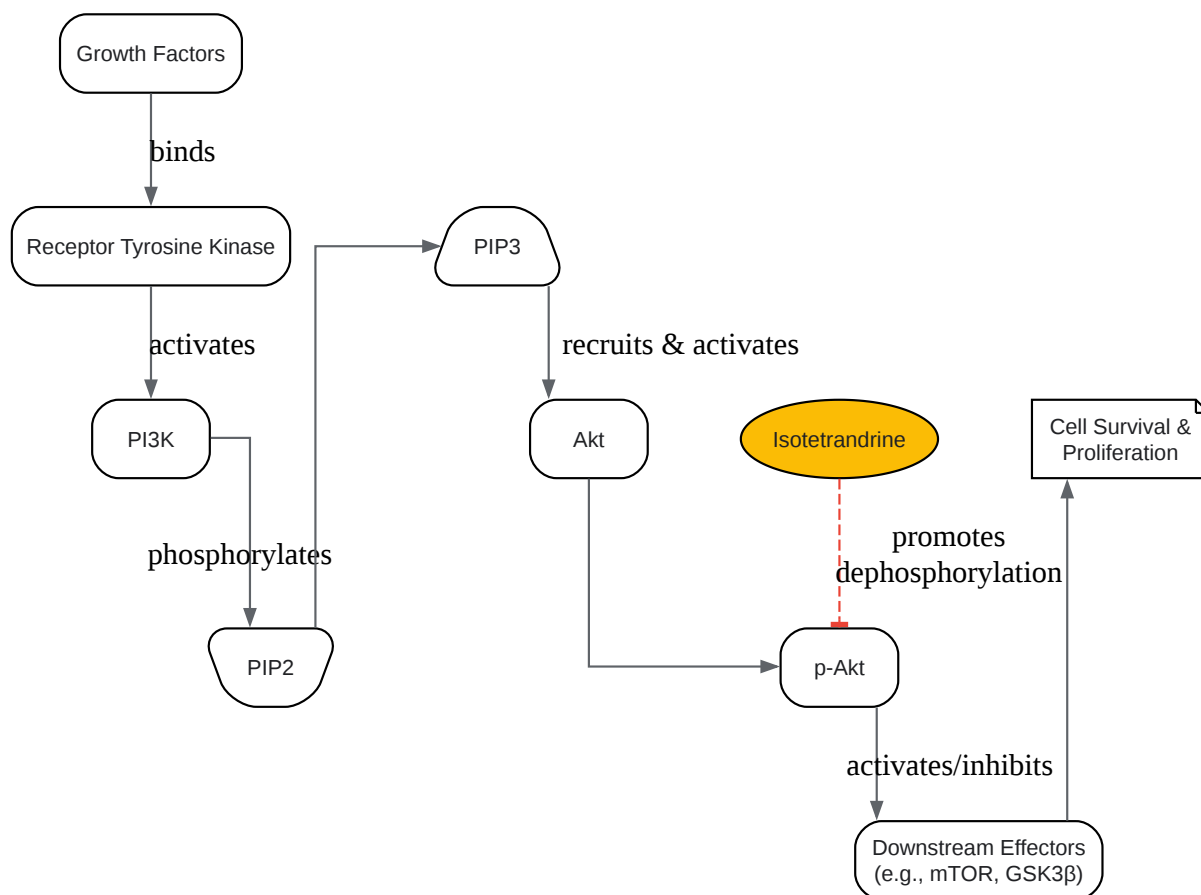 Growth Factors
binds
Receptor Tyrosine Kinase
PIP3
activates
recruits & activates
PI3K
Akt
Isotetrandrine
Cell Survival &
Proliferation
phosphorylates
promotes
dephosphorylation
PIP2
p-Akt
activates/inhibits
Downstream Effectors
(e.g., mTOR, GSK3β)